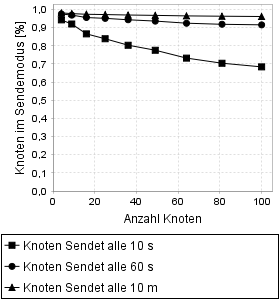 Knoten im Sendemodus [%]
1,0
0,9
0,8
0,7
0,6
0,5
0,4
0,3
0,2
0,1
0,0
0 20 40 60 80 100
Anzahl Knoten
Knoten Sendet alle 10 s
Knoten Sendet alle 60 s
Knoten Sendet alle 10 m